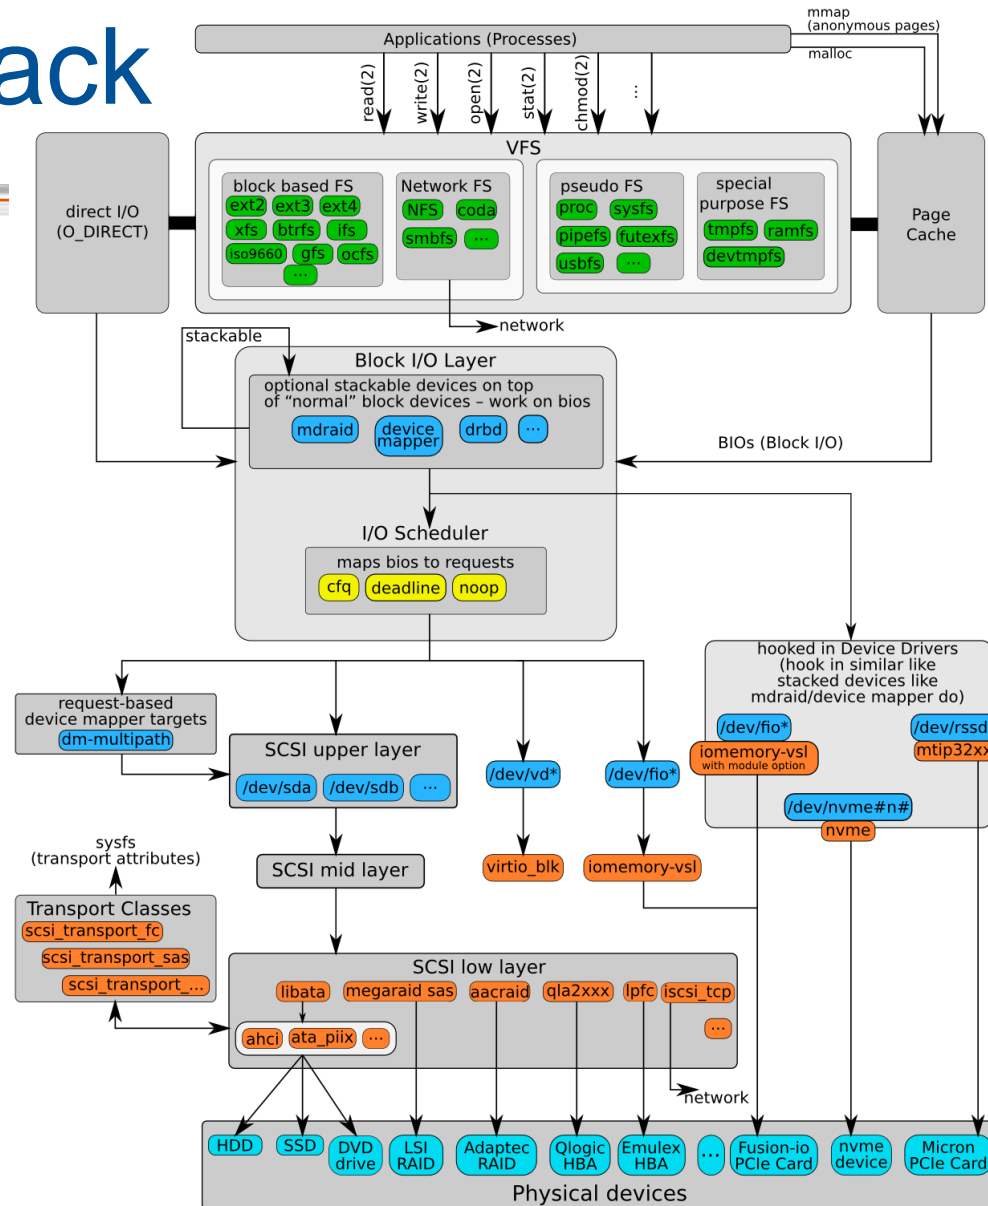 ack
mmap
(anonymous pages)
malloc
Applications (Processes)
read(2)
write(2)
open(2)
stat(2)
chmod(2)
...
VFS
direct I/O
(O_DIRECT)
block based FS
ext2 ext3 ext4
xfs btrfs ifs
iso9660 gfs ocfs
...
Network FS
NFS coda
smbfs ...
pseudo FS
proc sysfs
pipefs futexfs
usbfs ...
special
purpose FS
tmpfs ramfs
devtmpfs
Page
Cache
network
stackable
Block I/O Layer
optional stackable devices on top
of “normal” block devices – work on bios
mdraid
device
mapper
drbd
...
BIOs (Block I/O)
I/O Scheduler
maps bios to requests
cfq deadline noop
hooked in Device Drivers
(hook in similar like
stacked devices like
mdraid/device mapper do)
/dev/fio*
iomemory-vsl
with module option
/dev/rssd
mtip32xx
/dev/nvme#n#
nvme
request-based
device mapper targets
dm-multipath
SCSI upper layer
/dev/sda /dev/sdb ...
/dev/vd*
/dev/fio*
sysfs
(transport attributes)
SCSI mid layer
virtio_blk
iomemory-vsl
Transport Classes
scsi_transport_fc
scsi_transport_sas
scsi_transport_...
SCSI low layer
libata megaraid sas aacraid qla2xxx lpfc iscsi_tcp
...
ahci ata_piix ...
network
HDD
SSD
DVD
drive
LSI
RAID
Adaptec
RAID
Qlogic
HBA
Emulex
HBA
...
Fusion-io
PCIe Card
nvme
device
Micron
PCIe Card
Physical devices